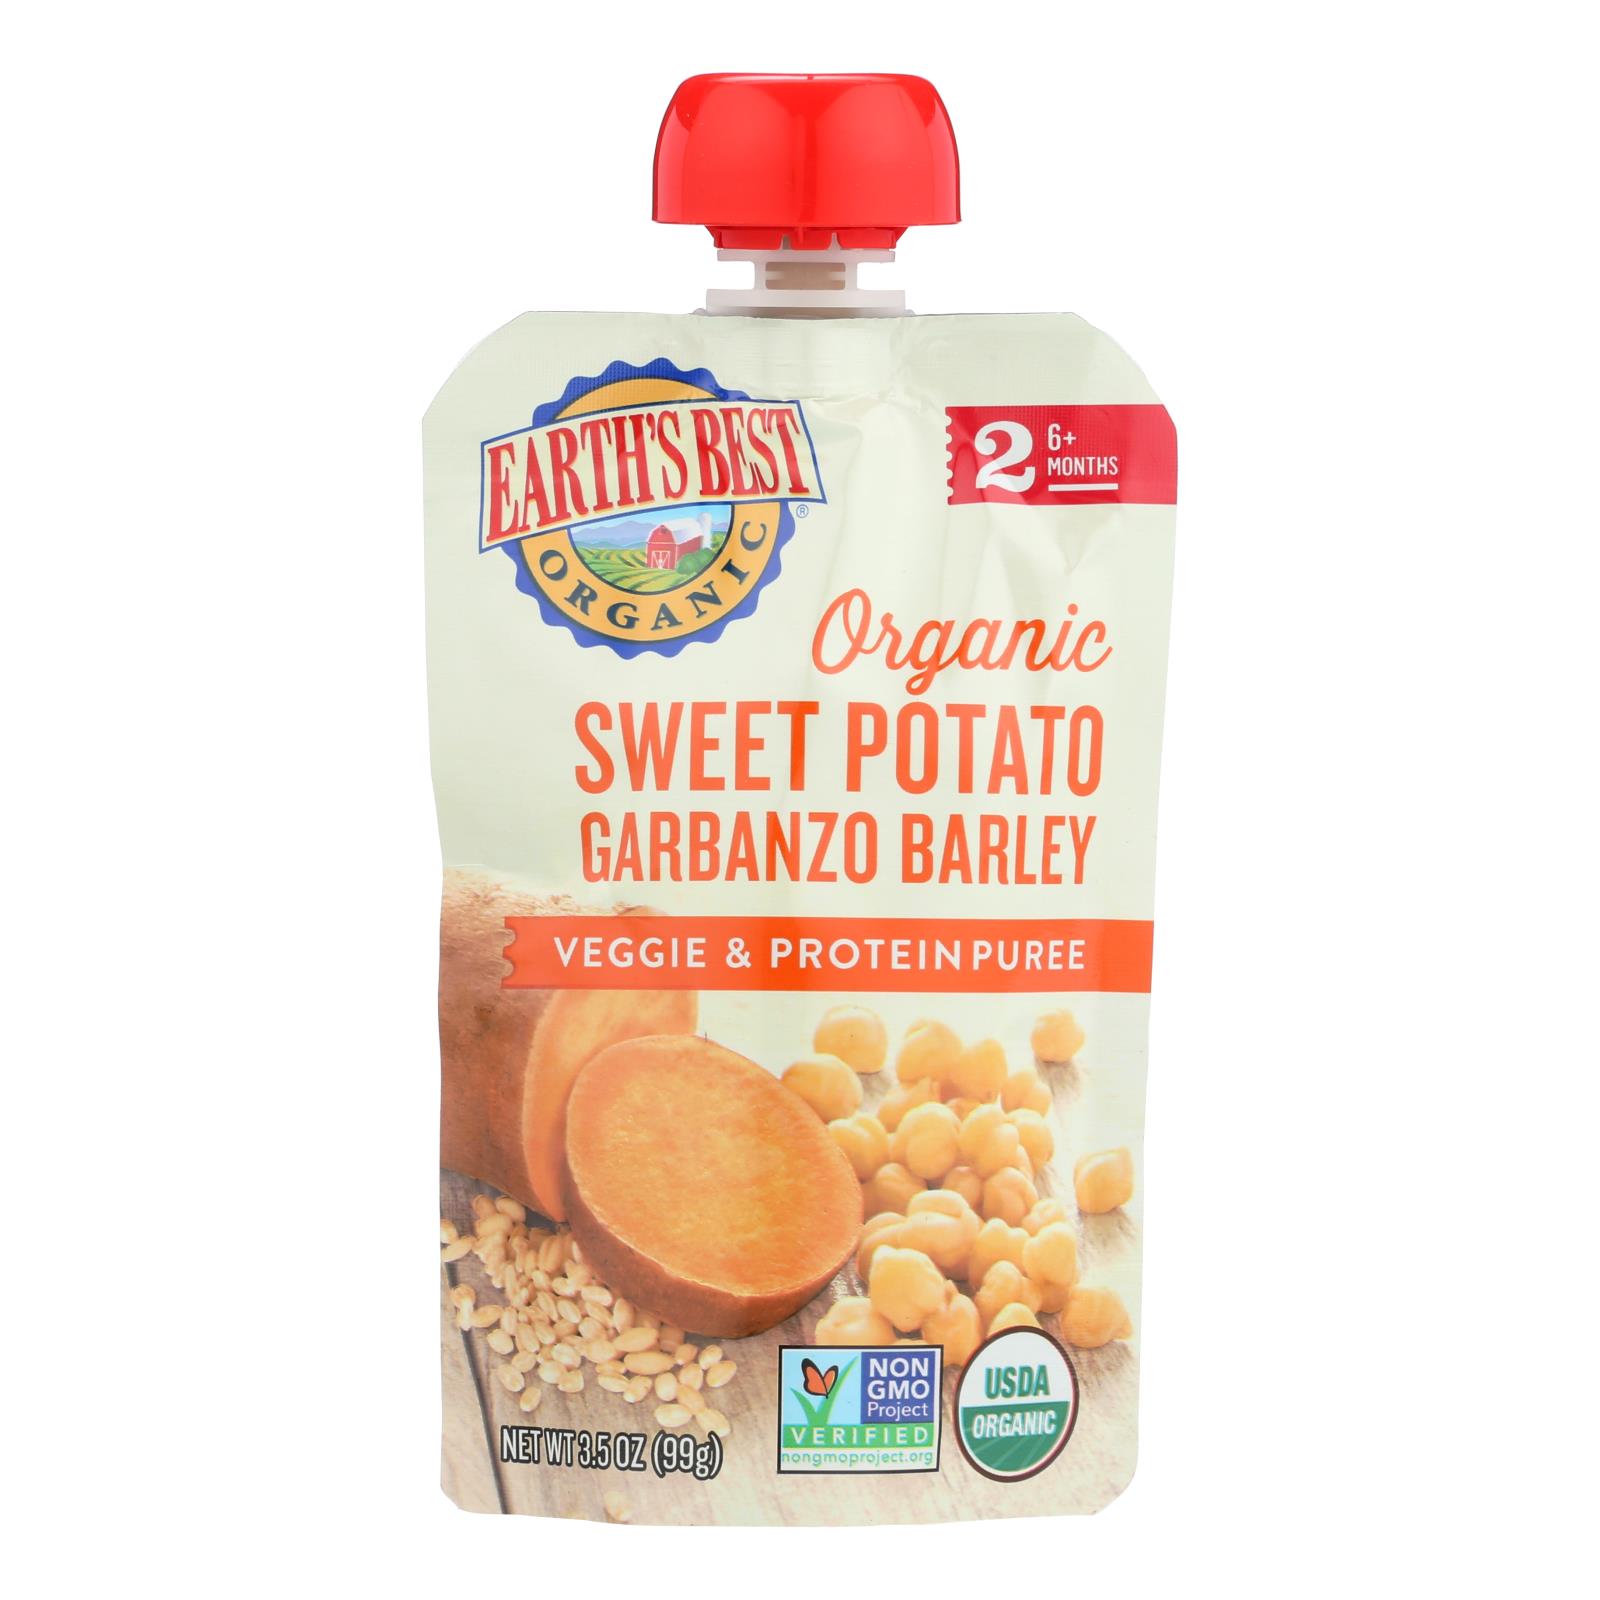 EARTH'S BEST
®
ORGANIC
2 6+
MONTHS
Organic
SWEET POTATO
GARBANZO BARLEY
VEGGIE & PROTEIN PUREE
NON
GMO
Project
VERIFIED
nongmoproject.org
USDA
ORGANIC
NET WT 3.5 OZ (99g)